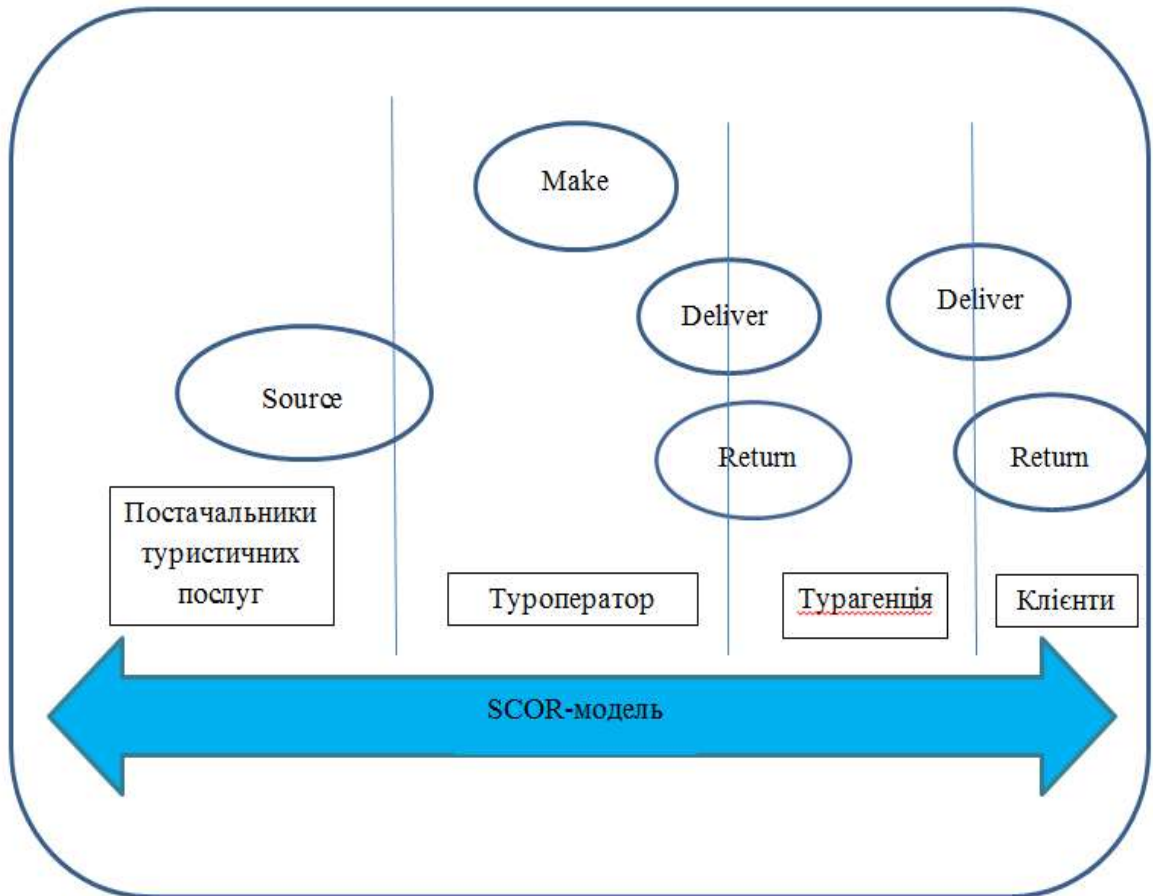 Make
Deliver
Deliver
Source
Return
Return
Постачальники
туристичних
послуг
Туроператор
Турагенція
Клієнти
SCOR-модель